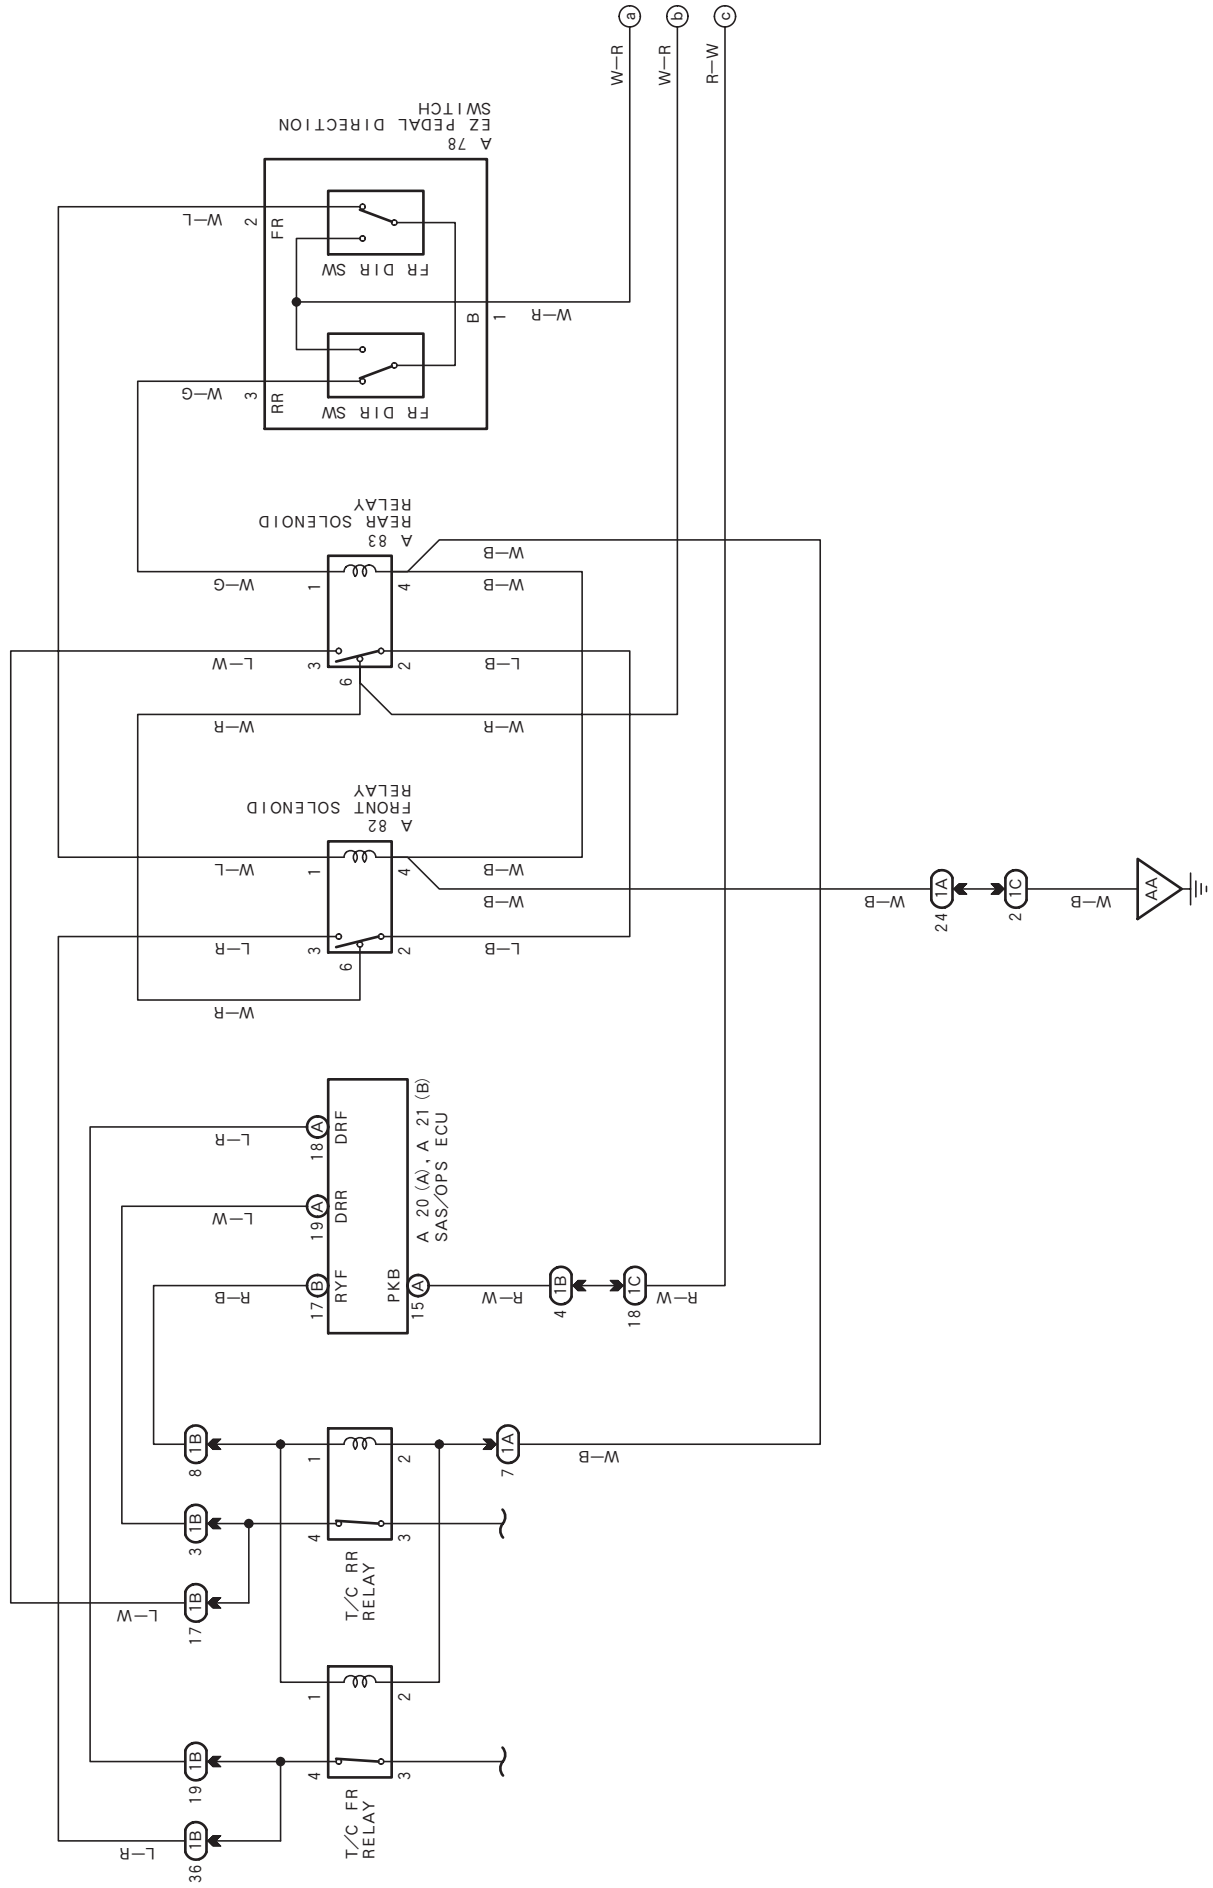 a
b
c
W–R
W–R
R–W
A 78
EZ PEDAL DIRECTION
SWITCH
W–L
2
FR
FR DIR SW
B
1
W–R
W–G
3
RR
FR DIR SW
A 83
REAR SOLENOID
RELAY
W–B
W–G
1
4
W–B
L–W
3
2
L–B
6
W–R
W–R
A 82
FRONT SOLENOID
RELAY
W–L
1
4
W–B
W–B
L–R
3
2
L–B
6
W–R
W–B
24
1A
2
1C
W–B
AA
L–R
18
A
DRF
L–W
19
A
DRR
R–B
17
B
RYF
PKB
15
A
A 20 (A), A 21 (B)
SAS/OPS ECU
R–W
4
1B
18
1C
R–W
8
1B
1
2
7
1A
W–B
3
1B
4
3
T/C RR
RELAY
L–W
17
1B
1
2
19
1B
4
3
T/C FR
RELAY
L–R
36
1B